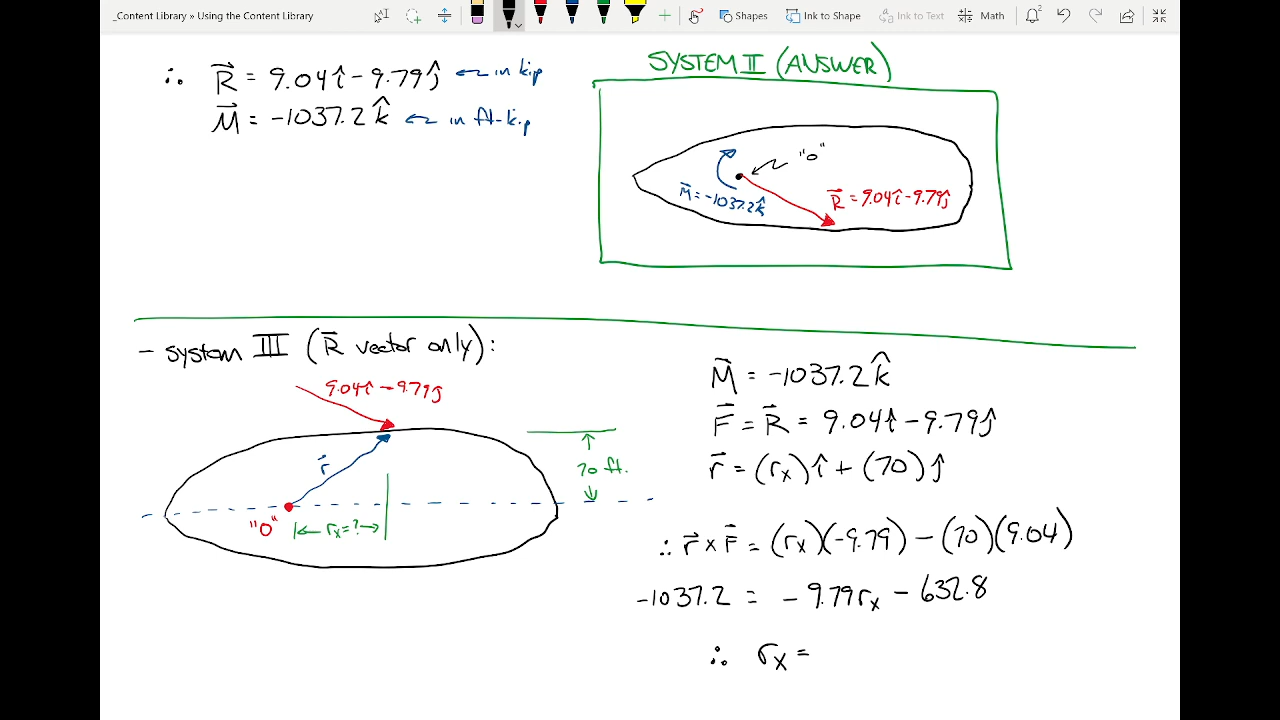 _Content Library » Using the Content Library
Shapes
Ink to Shape
Ink to Text
Math
∴ R⃗ = 9.04î - 9.79ĵ ← in kip
M⃗ = -1037.2 k̂ ← in ft-kip
SYSTEM II (ANSWER)
"O"
M⃗ = -1037.2k̂
R⃗ = 9.04î - 9.79ĵ
- system III (R⃗ vector only):
9.04î - 9.79ĵ
r⃗
70 ft.
"O"
rₓ = ?
M⃗ = -1037.2 k̂
F⃗ = R⃗ = 9.04î - 9.79ĵ
r⃗ = (rₓ)î + (70)ĵ
∴ r⃗ x F⃗ = (rₓ)(-9.79) - (70)(9.04)
-1037.2 = - 9.79rₓ - 632.8
∴ rₓ =